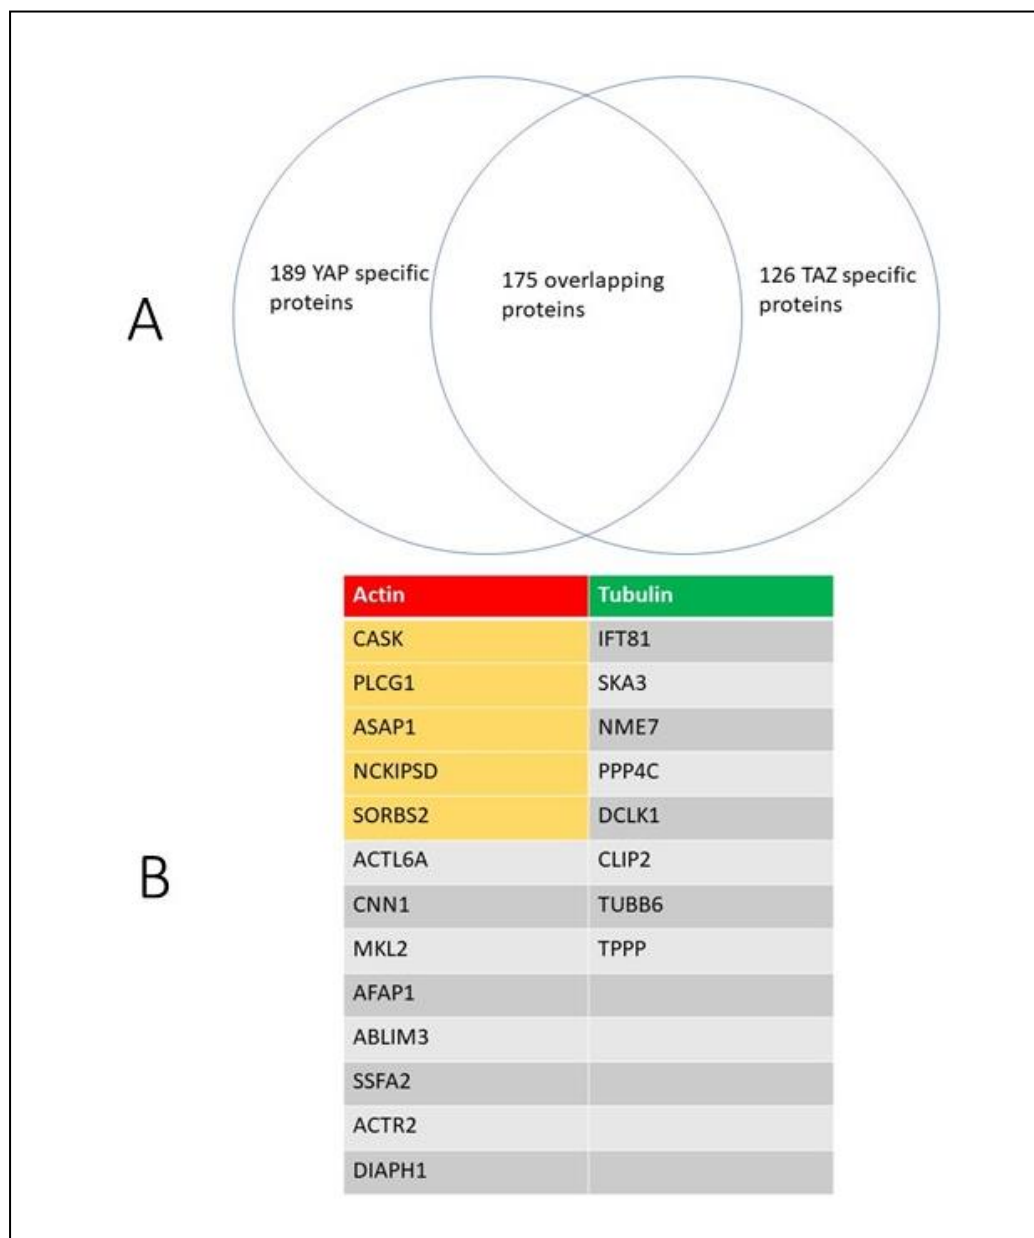 189 YAP specific
proteins
175 overlapping
proteins
126 TAZ specific
proteins
A
Actin Tubulin
CASK IFT81
PLCG1 SKA3
ASAP1 NME7
NCKIPSD PPP4C
SORBS2 DCLK1
ACTL6A CLIP2
CNN1 TUBB6
MKL2 TPPP
AFAP1
ABLIM3
SSFA2
ACTR2
DIAPH1
B